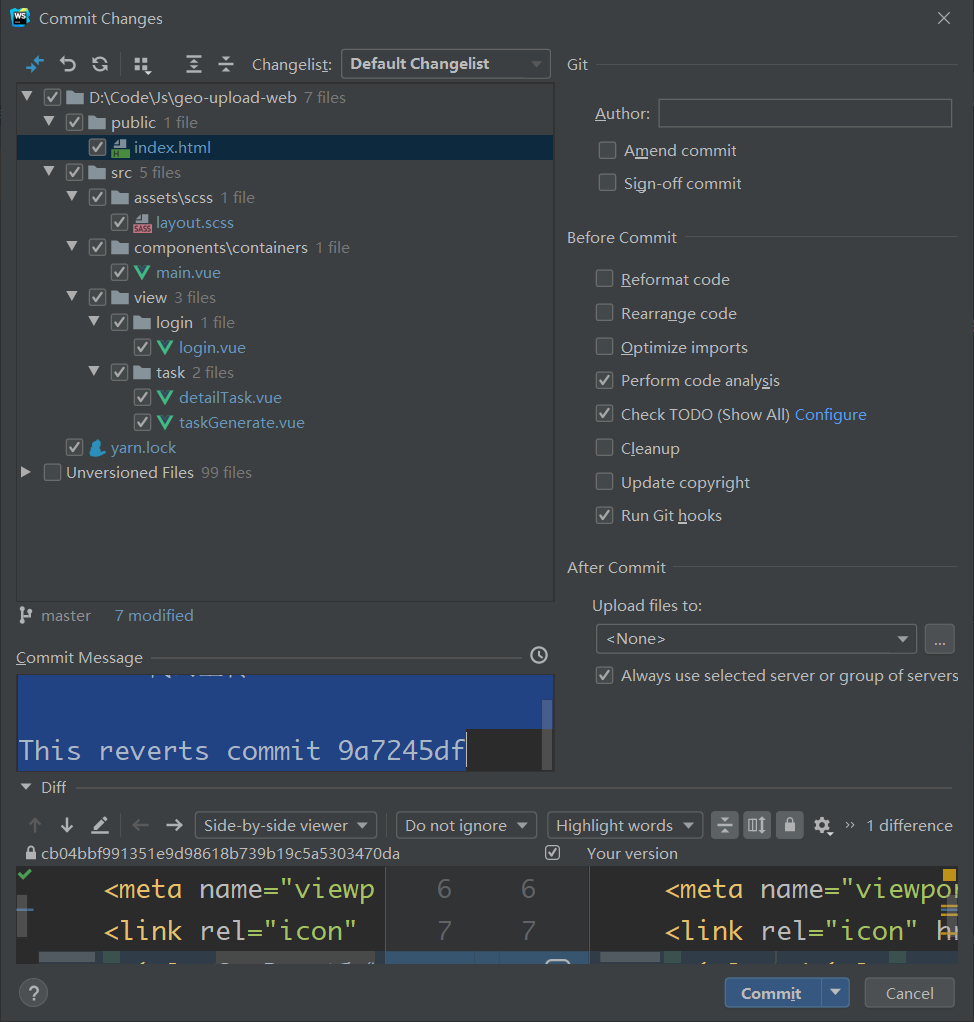 WS
Commit Changes
Changelist: Default Changelist
D:\Code\Js\geo-upload-web 7 files
public 1 file
H index.html
src 5 files
assets\scss 1 file
SASS layout.scss
components\containers 1 file
main.vue
view 3 files
login 1 file
login.vue
task 2 files
detailTask.vue
taskGenerate.vue
yarn.lock
Unversioned Files 99 files
master 7 modified
Commit Message
This reverts commit 9a7245df
Git
Author:
Amend commit
Sign-off commit
Before Commit
Reformat code
Rearrange code
Optimize imports
Perform code analysis
Check TODO (Show All) Configure
Cleanup
Update copyright
Run Git hooks
After Commit
Upload files to:
<None>
...
Always use selected server or group of servers
Diff
Side-by-side viewer Do not ignore Highlight words >> 1 difference
cb04bbf991351e9d98618b739b19c5a5303470da Your version
<meta name="viewp 6 6 <meta name="viewpor
<link rel="icon" 7 7 <link rel="icon" hr
? Commit Cancel